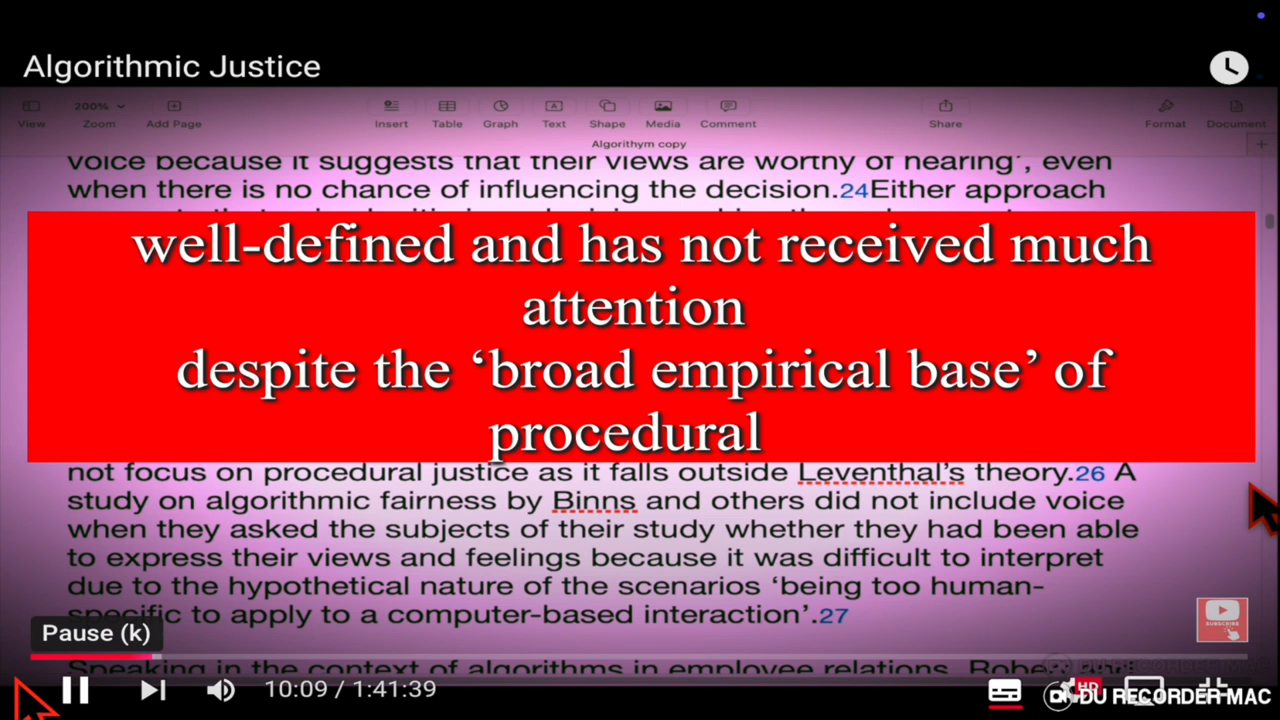 Algorithmic Justice
200%
View
Zoom
Add Page
Insert
Table
Graph
Text
Shape
Media
Comment
Share
Format
Document
Algorithym copy
voice because it suggests that their views are worthy of hearing’, even
when there is no chance of influencing the decision.24Either approach
well-defined and has not received much
attention
despite the ‘broad empirical base’ of
procedural
not focus on procedural justice as it falls outside Leventhal’s theory.26 A
study on algorithmic fairness by Binns and others did not include voice
when they asked the subjects of their study whether they had been able
to express their views and feelings because it was difficult to interpret
due to the hypothetical nature of the scenarios ‘being too human-
specific to apply to a computer-based interaction’.27
SUBSCRIBE
Pause (k)
Speaking in the context of algorithms in employee relations,
10:09 / 1:41:39
HD
DU RECORDER MAC